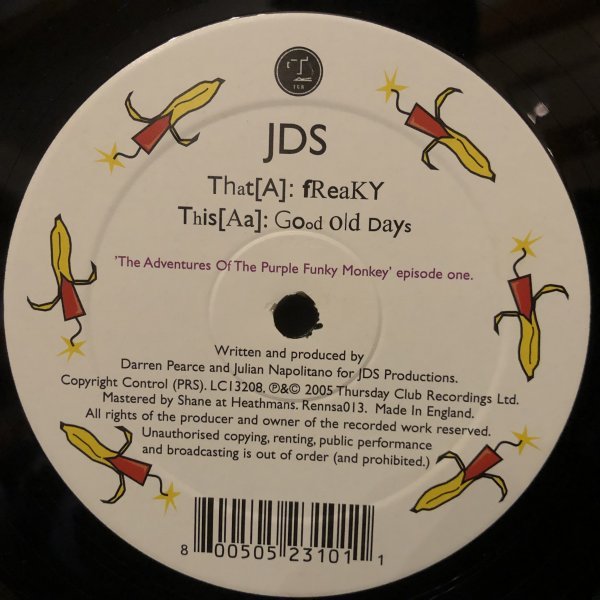 T
TCR
JDS
That[A]: fReaKY
This[Aa]: Good Old Days
'The Adventures Of The Purple Funky Monkey' episode one.
Written and produced by
Darren Pearce and Julian Napolitano for JDS Productions.
Copyright Control (PRS). LC13208. ℗&© 2005 Thursday Club Recordings Ltd.
Mastered by Shane at Heathmans. Rennsa013. Made In England.
All rights of the producer and owner of the recorded work reserved.
Unauthorised copying, renting, public performance
and broadcasting is out of order (and prohibited.)
8 00505 23101 1